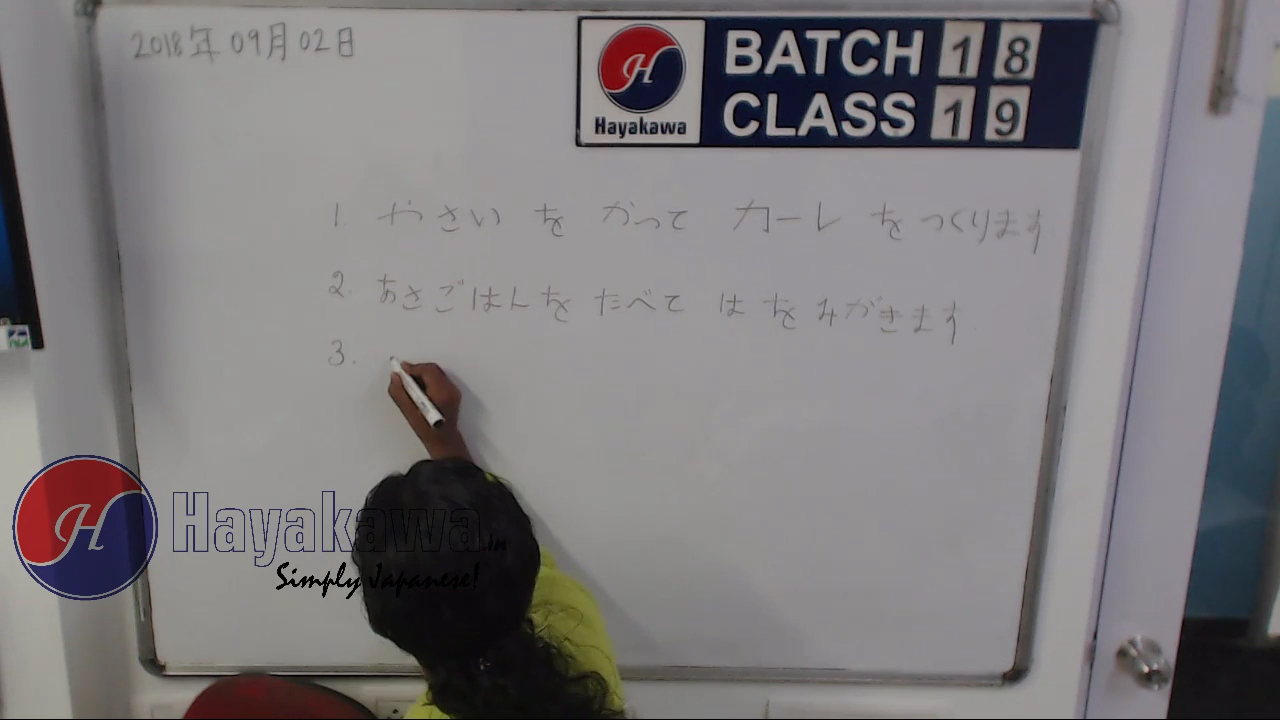 2018年09月02日
H
Hayakawa
BATCH 18
CLASS 19
1. やさい を かって カーレ を つくります
2. あさごはんを たべて は を みがきます
3.
H Hayakawa.in
Simply Japanese!